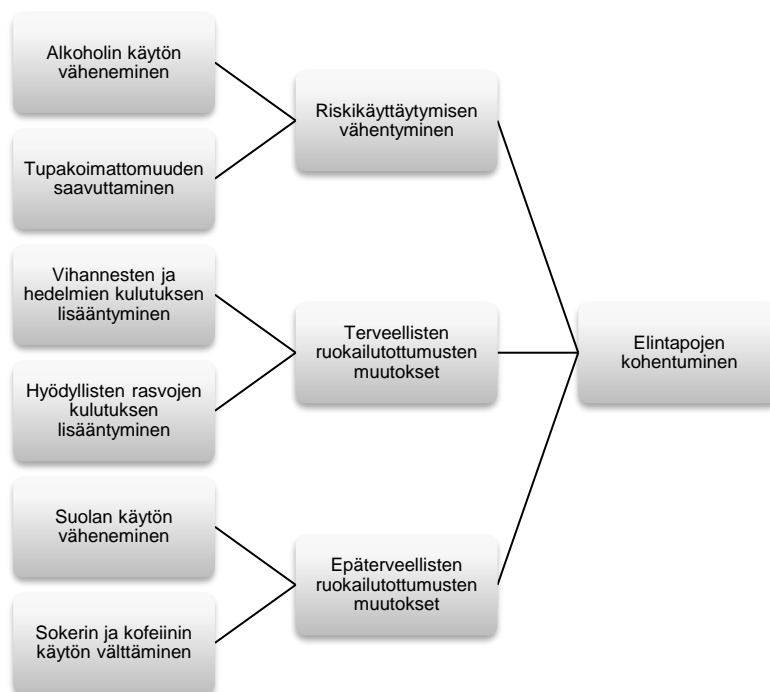 Alkoholin käytön
väheneminen
Tupakoimattomuuden
saavuttaminen
Vihannesten ja
hedelmien kulutuksen
lisääntyminen
Hyödyllisten rasvojen
kulutuksen
lisääntyminen
Suolan käytön
väheneminen
Sokerin ja kofeiinin
käytön välttäminen
Riskikäyttäytymisen
vähentyminen
Terveellisten
ruokailutottumusten
muutokset
Epäterveellisten
ruokailutottumusten
muutokset
Elintapojen
kohentuminen